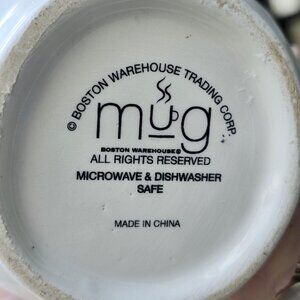 © BOSTON WAREHOUSE TRADING CORP.
mug
BOSTON WAREHOUSE®
ALL RIGHTS RESERVED
MICROWAVE & DISHWASHER
SAFE
MADE IN CHINA